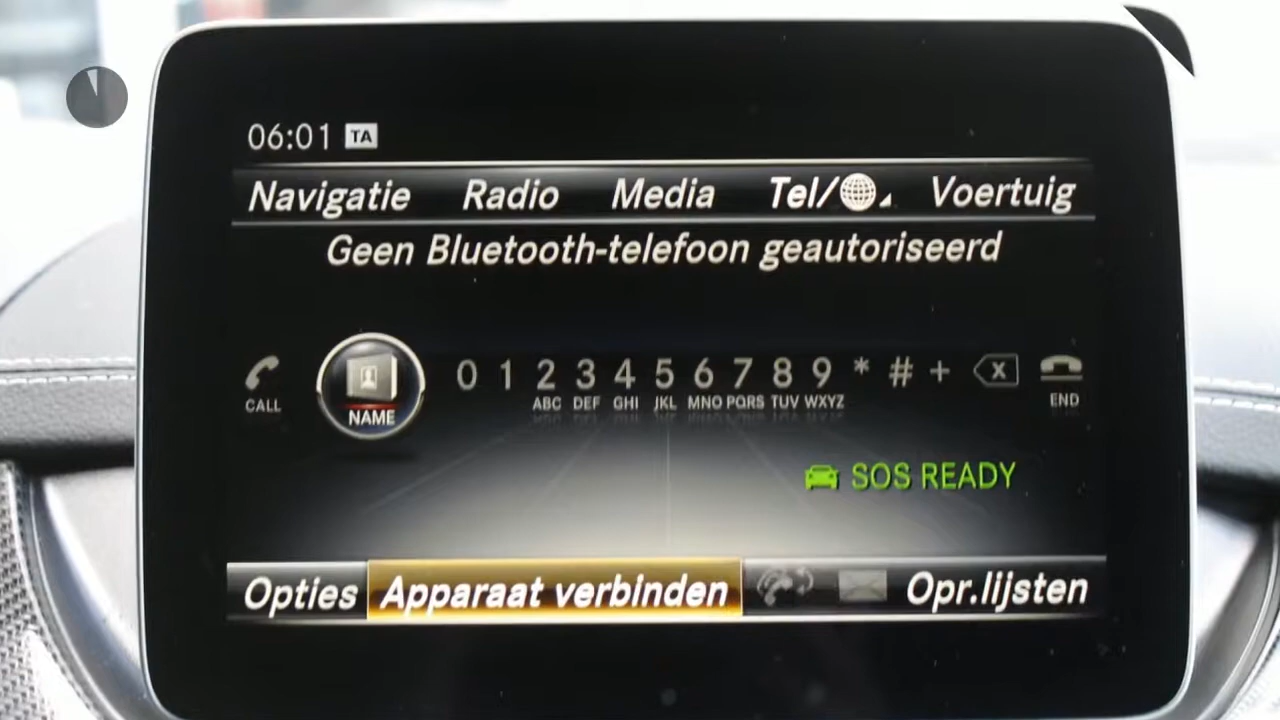 06:01 TA
Navigatie Radio Media Tel/ Voertuig
Geen Bluetooth-telefoon geautoriseerd
0 1 2 3 4 5 6 7 8 9 * # + X
CALL NAME ABC DEF GHI JKL MNO PQRS TUV WXYZ END
SOS READY
Opties Apparaat verbinden Opr.lijsten